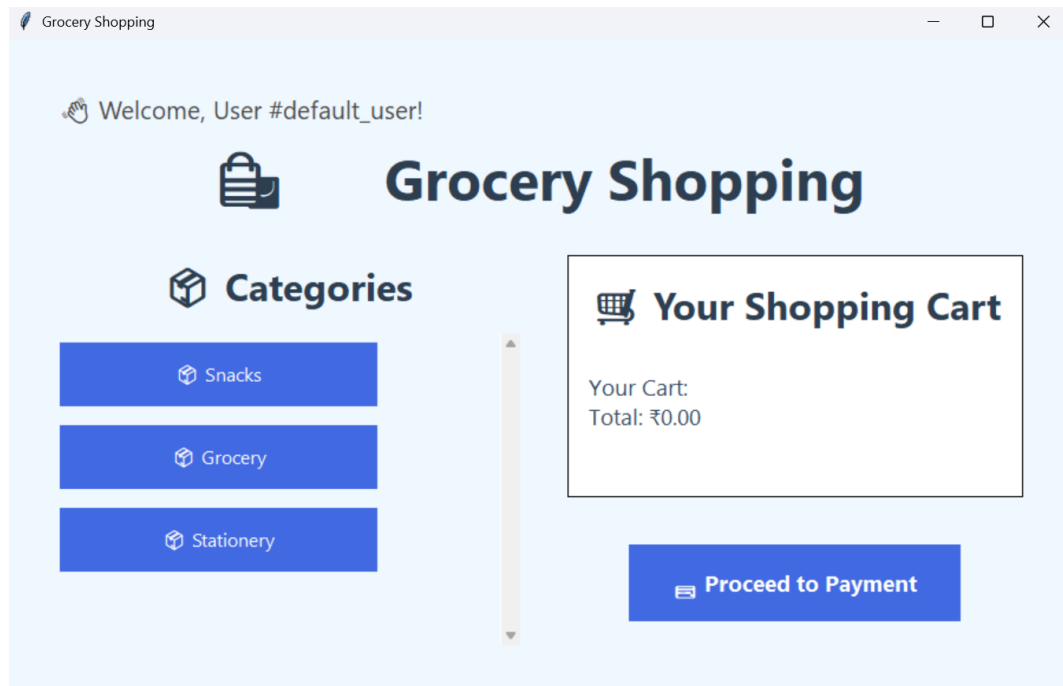 Grocery Shopping
👋 Welcome, User #default_user!
🛍 Grocery Shopping
📦 Categories
📦 Snacks
📦 Grocery
📦 Stationery
🛒 Your Shopping Cart
Your Cart:
Total: ₹0.00
💳 Proceed to Payment